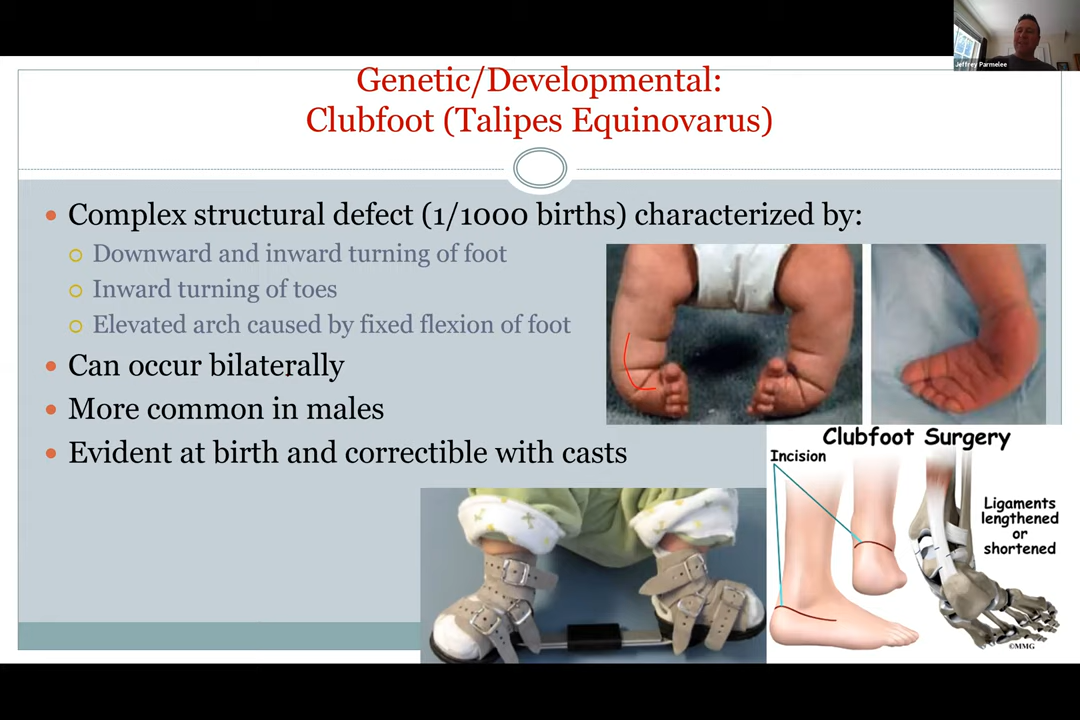 Jeffrey Parmelee
Genetic/Developmental:
Clubfoot (Talipes Equinovarus)
Complex structural defect (1/1000 births) characterized by:
Downward and inward turning of foot
Inward turning of toes
Elevated arch caused by fixed flexion of foot
Can occur bilaterally
More common in males
Evident at birth and correctible with casts
Clubfoot Surgery
Incision
Ligaments
lengthened
or
shortened
©MMG